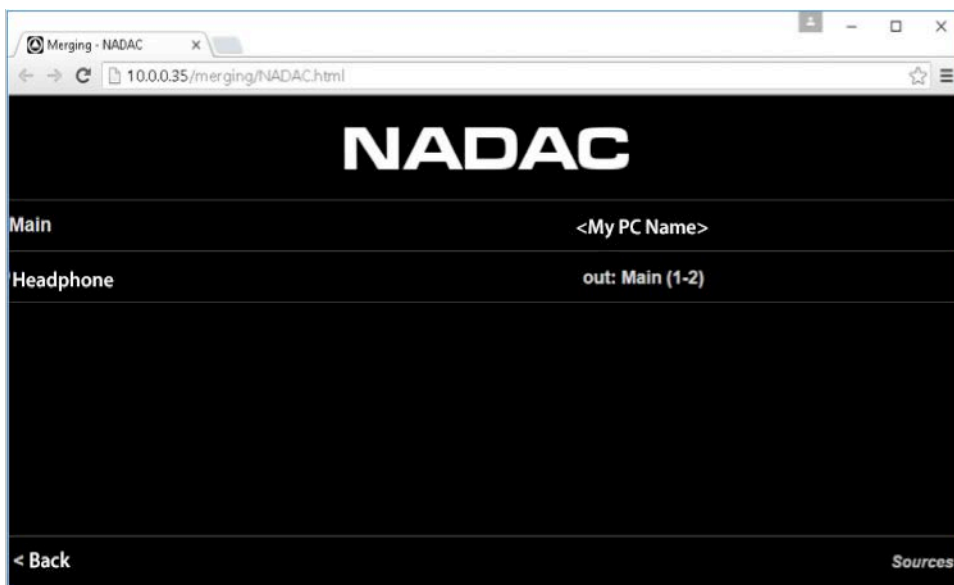 Merging - NADAC
10.0.0.35/merging/NADAC.html
NADAC
Main <My PC Name>
Headphone out: Main (1-2)
< Back Sources